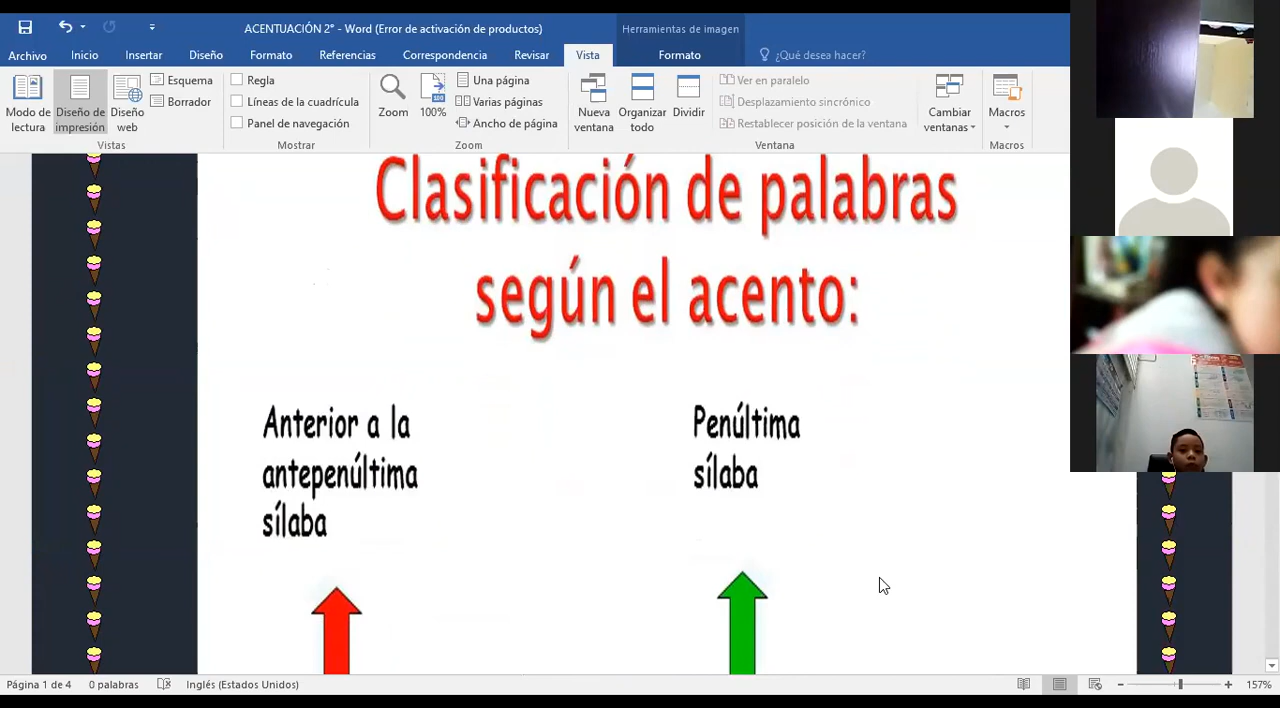 ACENTUACIÓN 2° - Word (Error de activación de productos)
Herramientas de imagen
Archivo
Inicio
Insertar
Diseño
Formato
Referencias
Correspondencia
Revisar
Vista
Formato
¿Qué desea hacer?
Modo de lectura
Diseño de impresión
Diseño web
Esquema
Borrador
Vistas
Regla
Líneas de la cuadrícula
Panel de navegación
Mostrar
Zoom
100
100%
Una página
Varias páginas
Ancho de página
Zoom
Nueva ventana
Organizar todo
Dividir
Ver en paralelo
Desplazamiento sincrónico
Restablecer posición de la ventana
Ventana
Cambiar ventanas
Macros
Macros
Clasificación de palabras
según el acento:
Anterior a la
antepenúltima
sílaba
Penúltima
sílaba
Página 1 de 4
0 palabras
Inglés (Estados Unidos)
157%